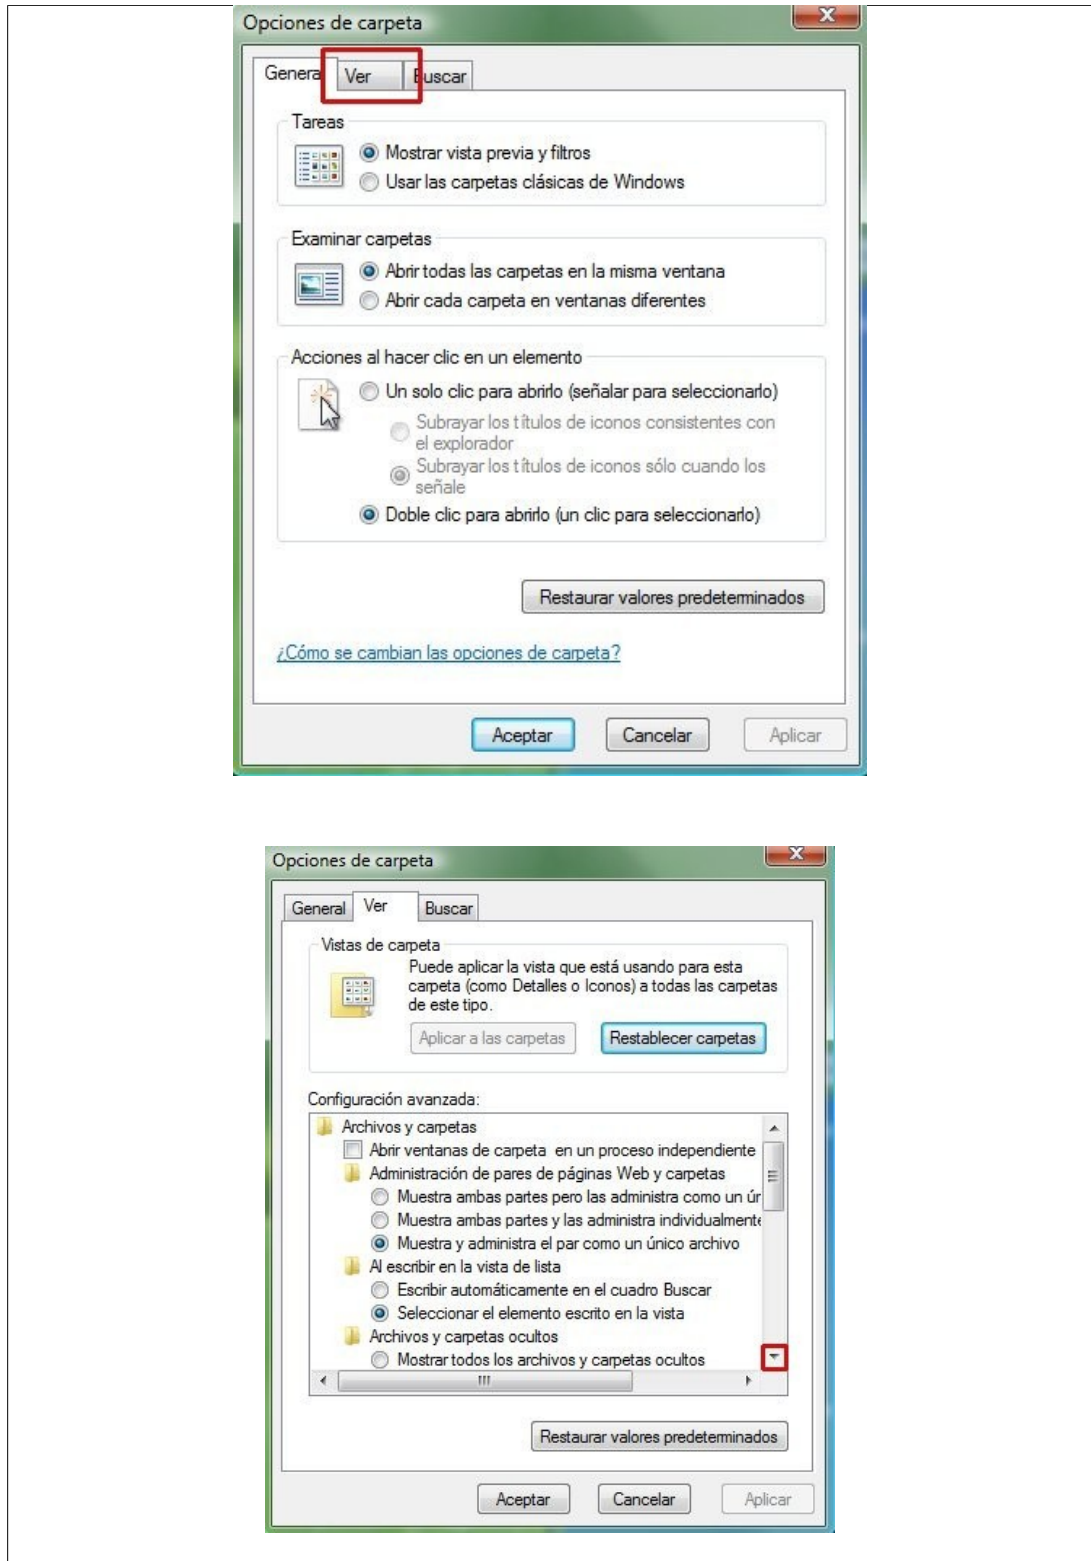 Opciones de carpeta
General
Ver
Buscar
Tareas
Mostrar vista previa y filtros
Usar las carpetas clásicas de Windows
Examinar carpetas
Abrir todas las carpetas en la misma ventana
Abrir cada carpeta en ventanas diferentes
Acciones al hacer clic en un elemento
Un solo clic para abrirlo (señalar para seleccionarlo)
Subrayar los títulos de iconos consistentes con
el explorador
Subrayar los títulos de iconos sólo cuando los
señale
Doble clic para abrirlo (un clic para seleccionarlo)
Restaurar valores predeterminados
¿Cómo se cambian las opciones de carpeta?
Aceptar
Cancelar
Aplicar
Opciones de carpeta
General
Ver
Buscar
Vistas de carpeta
Puede aplicar la vista que está usando para esta
carpeta (como Detalles o Iconos) a todas las carpetas
de este tipo.
Aplicar a las carpetas
Restablecer carpetas
Configuración avanzada:
Archivos y carpetas
Abrir ventanas de carpeta en un proceso independiente
Administración de pares de páginas Web y carpetas
Muestra ambas partes pero las administra como un ún
Muestra ambas partes y las administra individualmente
Muestra y administra el par como un único archivo
Al escribir en la vista de lista
Escribir automáticamente en el cuadro Buscar
Seleccionar el elemento escrito en la vista
Archivos y carpetas ocultos
Mostrar todos los archivos y carpetas ocultos
Restaurar valores predeterminados
Aceptar
Cancelar
Aplicar